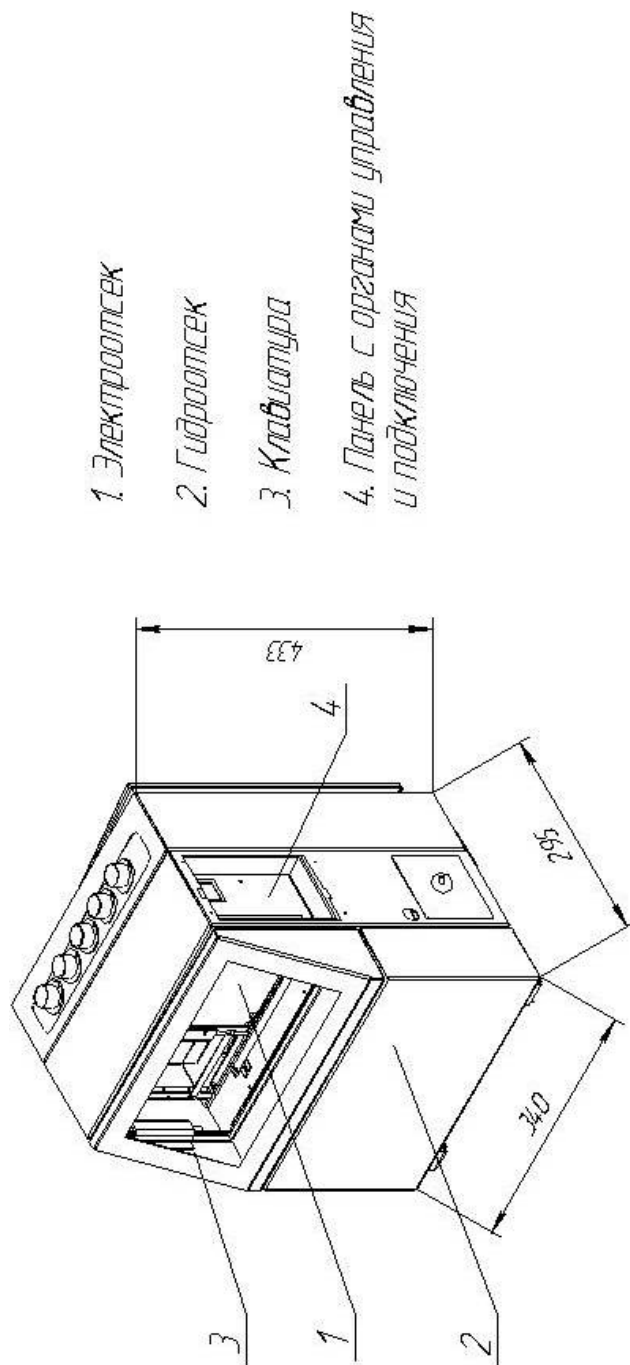 1. Электроотсек
2. Гидроотсек
3. Клавиатура
4. Панель с органами управления
и подключения
433
4
295
340
3
1
2